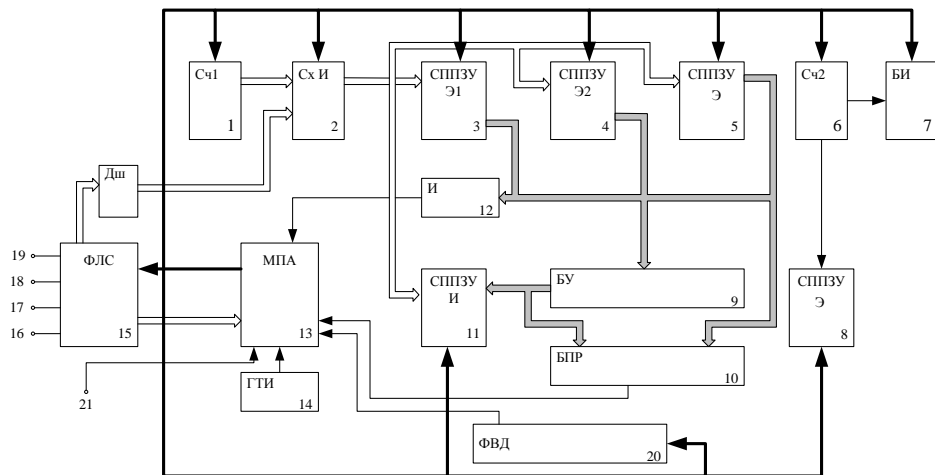 Сч1
1
Сх И
2
СППЗУ
Э1
3
СППЗУ
Э2
4
СППЗУ
Э
5
Сч2
6
БИ
7
Дш
И
12
19
18
17
16
ФЛС
15
МПА
13
СППЗУ
И
11
БУ
9
СППЗУ
Э
8
БПР
10
21
ГТИ
14
ФВД
20